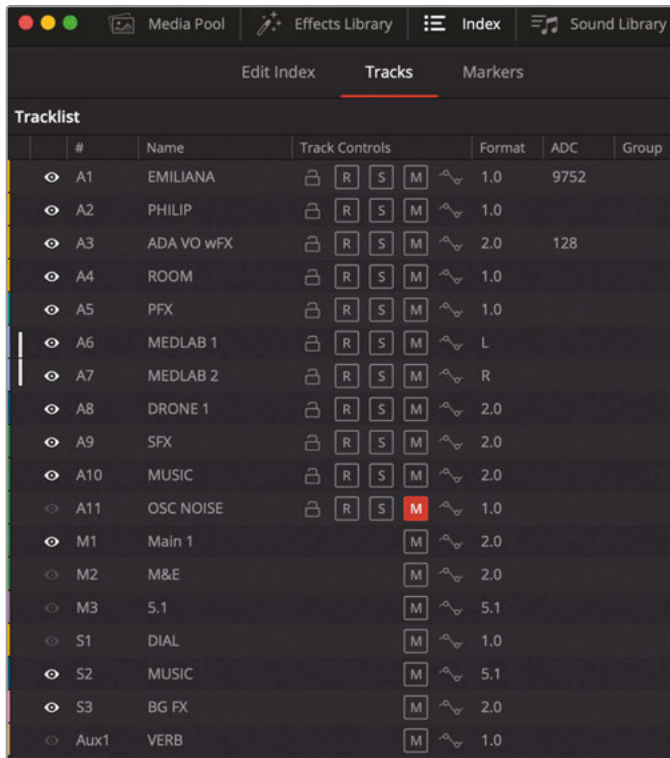 Media Pool Effects Library Index Sound Library
Edit Index Tracks Markers
Tracklist
# Name Track Controls Format ADC Group
A1 EMILIANA R S M 1.0 9752
A2 PHILIP R S M 1.0
A3 ADA VO wFX R S M 2.0 128
A4 ROOM R S M 1.0
A5 PFX R S M 1.0
A6 MEDLAB 1 R S M L
A7 MEDLAB 2 R S M R
A8 DRONE 1 R S M 2.0
A9 SFX R S M 2.0
A10 MUSIC R S M 2.0
A11 OSC NOISE R S M 1.0
M1 Main 1 M 2.0
M2 M&E M 2.0
M3 5.1 M 5.1
S1 DIAL M 1.0
S2 MUSIC M 5.1
S3 BG FX M 2.0
Aux1 VERB M 1.0